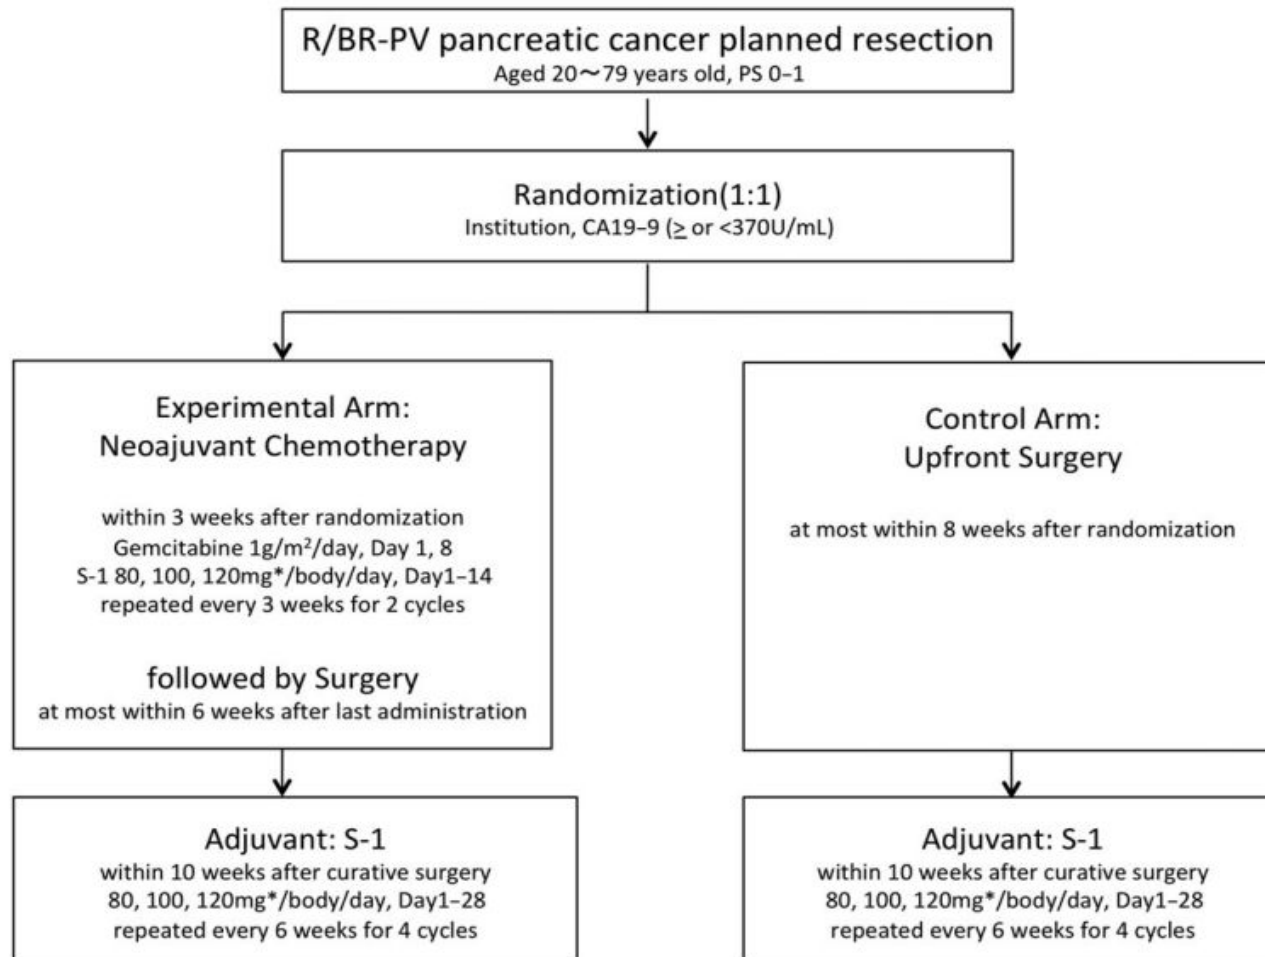 R/BR-PV pancreatic cancer planned resection
Aged 20～79 years old, PS 0-1
Randomization(1:1)
Institution, CA19-9 (≥ or <370U/mL)
Experimental Arm:
Neoajuvant Chemotherapy
within 3 weeks after randomization
Gemcitabine 1g/m²/day, Day 1, 8
S-1 80, 100, 120mg*/body/day, Day1-14
repeated every 3 weeks for 2 cycles
followed by Surgery
at most within 6 weeks after last administration
Control Arm:
Upfront Surgery
at most within 8 weeks after randomization
Adjuvant: S-1
within 10 weeks after curative surgery
80, 100, 120mg*/body/day, Day1-28
repeated every 6 weeks for 4 cycles
Adjuvant: S-1
within 10 weeks after curative surgery
80, 100, 120mg*/body/day, Day1-28
repeated every 6 weeks for 4 cycles